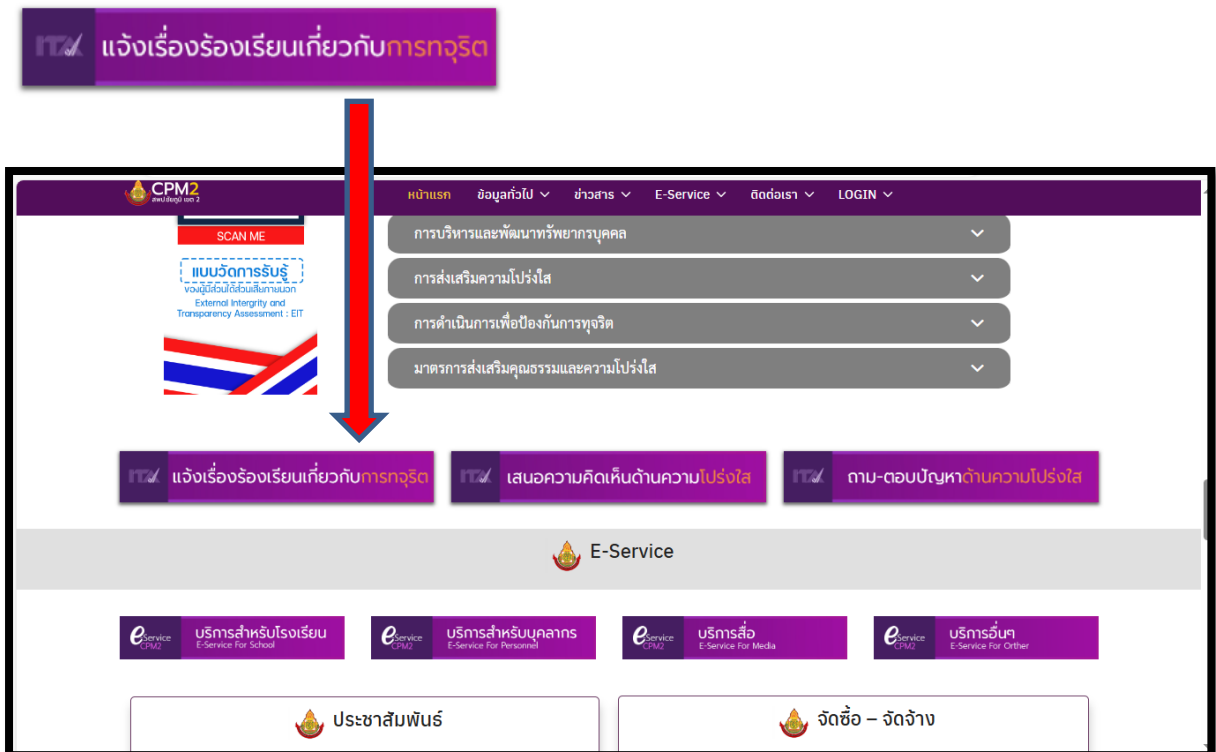 ITA แจ้งเรื่องร้องเรียนเกี่ยวกับการทจุริต
CPM2
สพป.ชัยภูมิ เขต 2
หน้าแรก ข้อมูลทั่วไป ข่าวสาร E-Service ติดต่อเรา LOGIN
SCAN ME
แบบวัดการรับรู้
ของผู้มีส่วนได้ส่วนเสียภายนอก
External Intergrity and
Transparency Assessment : EIT
การบริหารและพัฒนาทรัพยากรบุคคล
การส่งเสริมความโปร่งใส
การดำเนินการเพื่อป้องกันการทุจริต
มาตรการส่งเสริมคุณธรรมและความโปร่งใส
ITA แจ้งเรื่องร้องเรียนเกี่ยวกับการทจุริต
ITA เสนอความคิดเห็นด้านความโปร่งใส
ITA ถาม-ตอบปัญหาด้านความโปร่งใส
E-Service
eService CPM2 บริการสำหรับโรงเรียน
E-Service For School
eService CPM2 บริการสำหรับบุคลากร
E-Service For Personnel
eService CPM2 บริการสื่อ
E-Service For Media
eService CPM2 บริการอื่นๆ
E-Service For Orther
ประชาสัมพันธ์
จัดซื้อ – จัดจ้าง